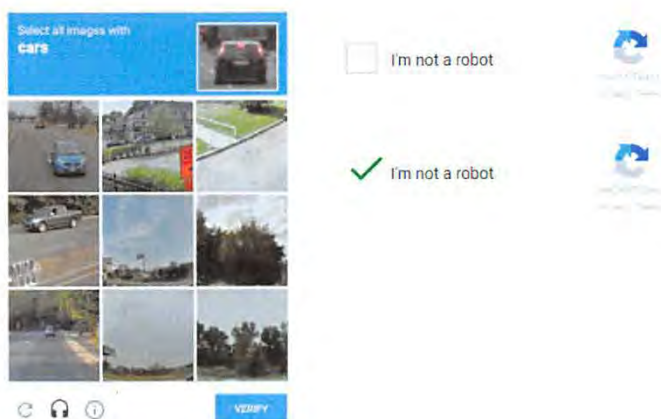 Select all images with
cars
I'm not a robot
I'm not a robot
VERIFY